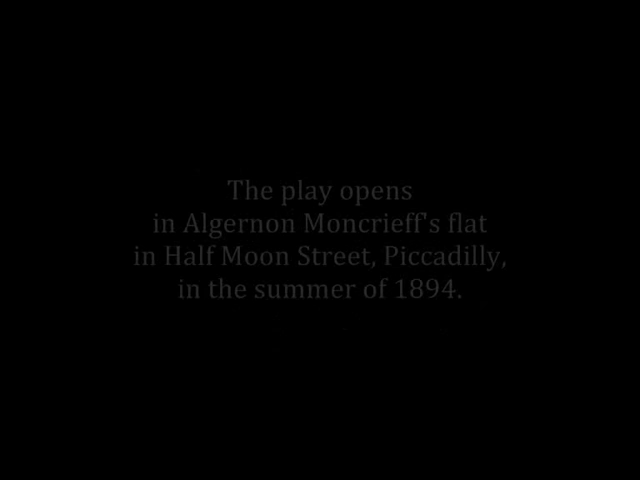 The play opens
in Algernon Moncrieff's flat
in Half Moon Street, Piccadilly,
in the summer of 1894.